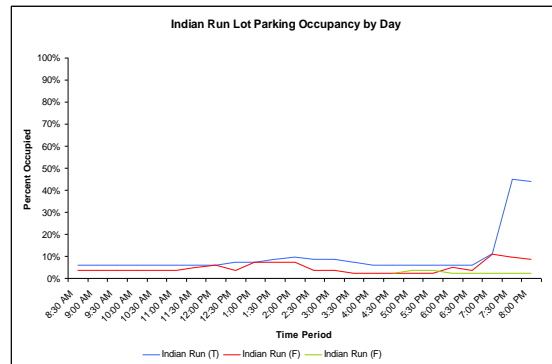 Indian Run Lot Parking Occupancy by Day
Percent Occupied
100%
90%
80%
70%
60%
50%
40%
30%
20%
10%
0%
8:30 AM
9:00 AM
9:30 AM
10:00 AM
10:30 AM
11:00 AM
11:30 AM
12:00 PM
12:30 PM
1:00 PM
1:30 PM
2:00 PM
2:30 PM
3:00 PM
3:30 PM
4:00 PM
4:30 PM
5:00 PM
5:30 PM
6:00 PM
6:30 PM
7:00 PM
7:30 PM
8:00 PM
Time Period
Indian Run (T) Indian Run (F) Indian Run (F)